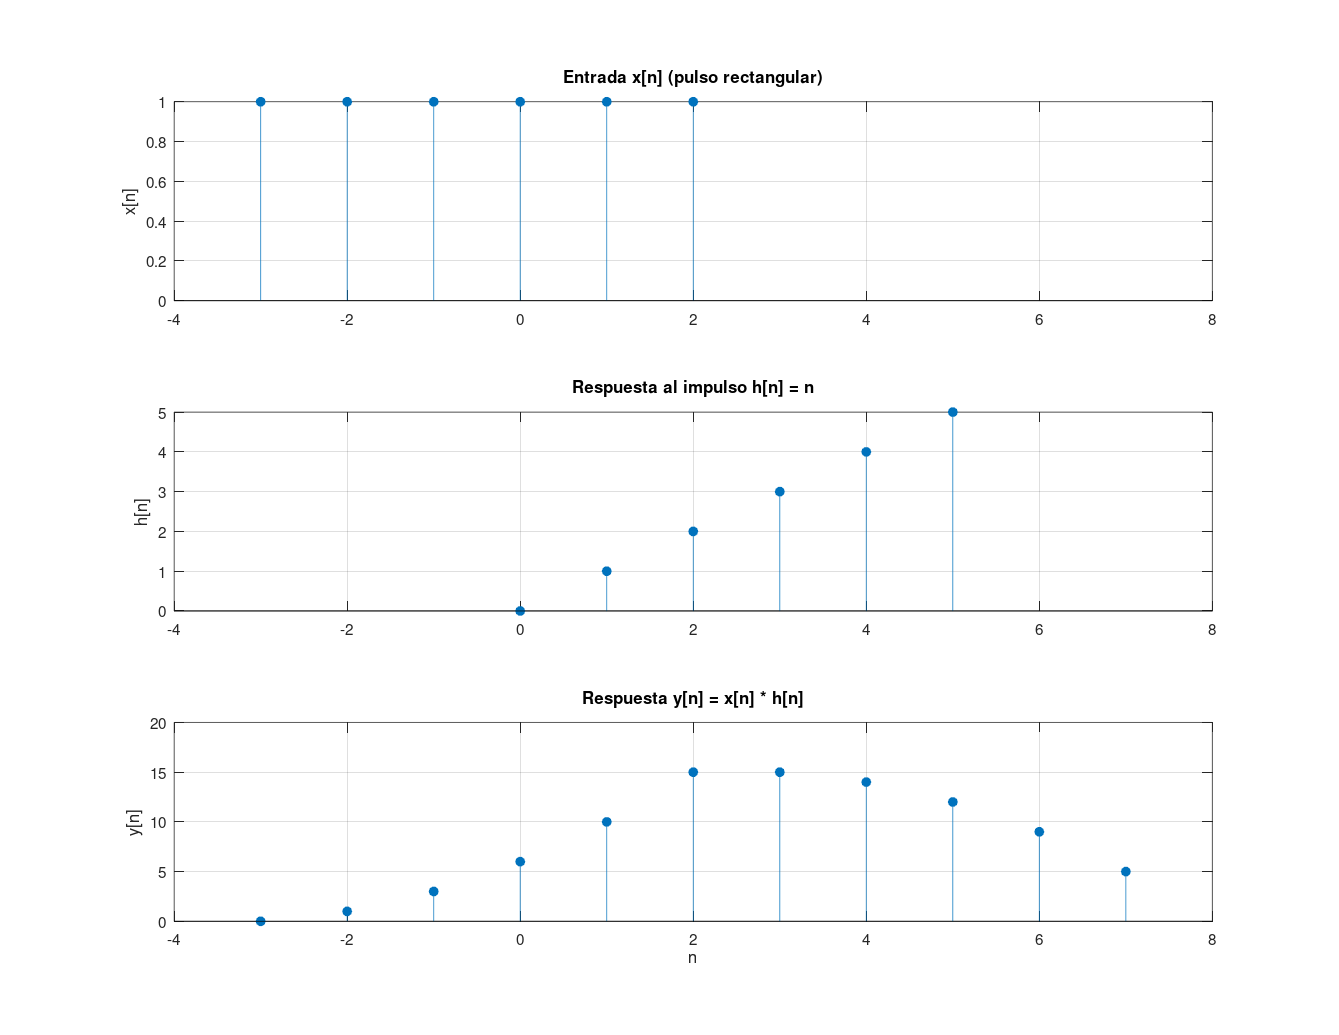 Entrada x[n] (pulso rectangular)
1
0.8
0.6
0.4
0.2
0
x[n]
-4 -2 0 2 4 6 8
Respuesta al impulso h[n] = n
5
4
3
2
1
0
h[n]
-4 -2 0 2 4 6 8
Respuesta y[n] = x[n] * h[n]
20
15
10
5
0
y[n]
-4 -2 0 2 4 6 8
n